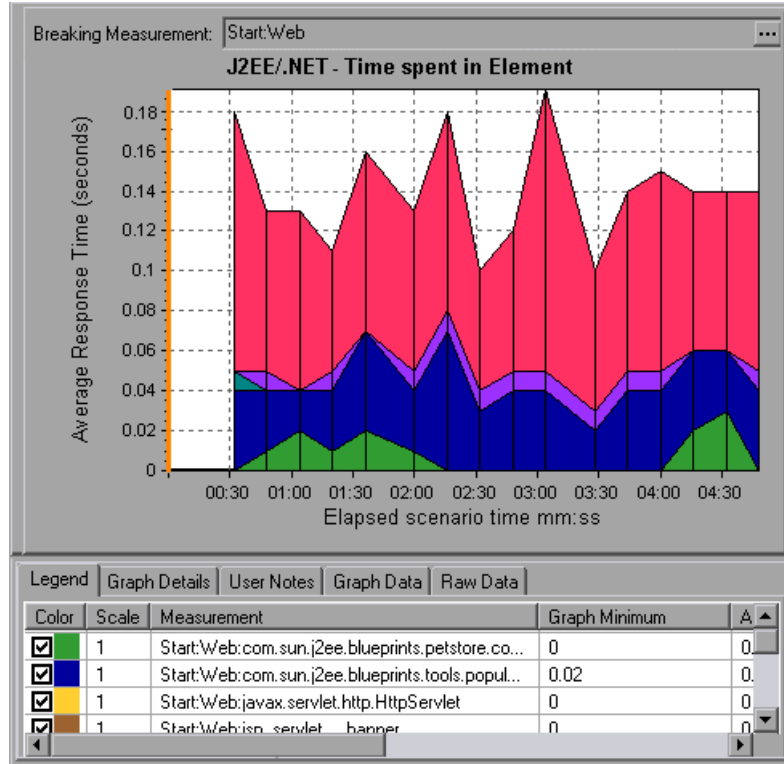 Breaking Measurement: Start:Web ...
J2EE/.NET - Time spent in Element
Average Response Time (seconds)
0.18
0.16
0.14
0.12
0.1
0.08
0.06
0.04
0.02
0
00:30 01:00 01:30 02:00 02:30 03:00 03:30 04:00 04:30
Elapsed scenario time mm:ss
Legend Graph Details User Notes Graph Data Raw Data
Color Scale Measurement Graph Minimum A
1 Start:Web:com.sun.j2ee.blueprints.petstore.co... 0 0.
1 Start:Web:com.sun.j2ee.blueprints.tools.popul... 0.02 0.
1 Start:Web:javax.servlet.http.HttpServlet 0 0.
1 0